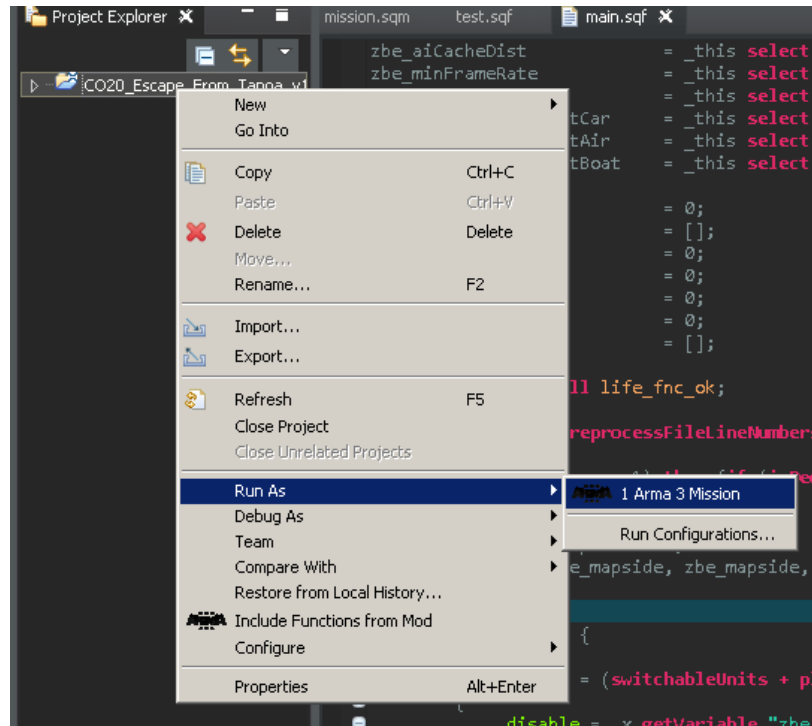 Project Explorer
mission.sqm test.sqf main.sqf
CO20_Escape_From_Tanoa_v1
zbe_aiCacheDist = _this select
zbe_minFrameRate = _this select
= _this select
tCar = _this select
tAir = _this select
tBoat = _this select
= 0;
= [];
= 0;
= 0;
= 0;
= 0;
= [];
ll life_fnc_ok;
reprocessFileLineNumber
e_mapside, zbe_mapside,
{
= (switchableUnits + p
{
disable = _x getVariable "zbe
New
Go Into
Copy Ctrl+C
Paste Ctrl+V
Delete Delete
Move...
Rename... F2
Import...
Export...
Refresh F5
Close Project
Close Unrelated Projects
Run As
Debug As
Team
Compare With
Restore from Local History...
Include Functions from Mod
Configure
Properties Alt+Enter
1 Arma 3 Mission
Run Configurations...